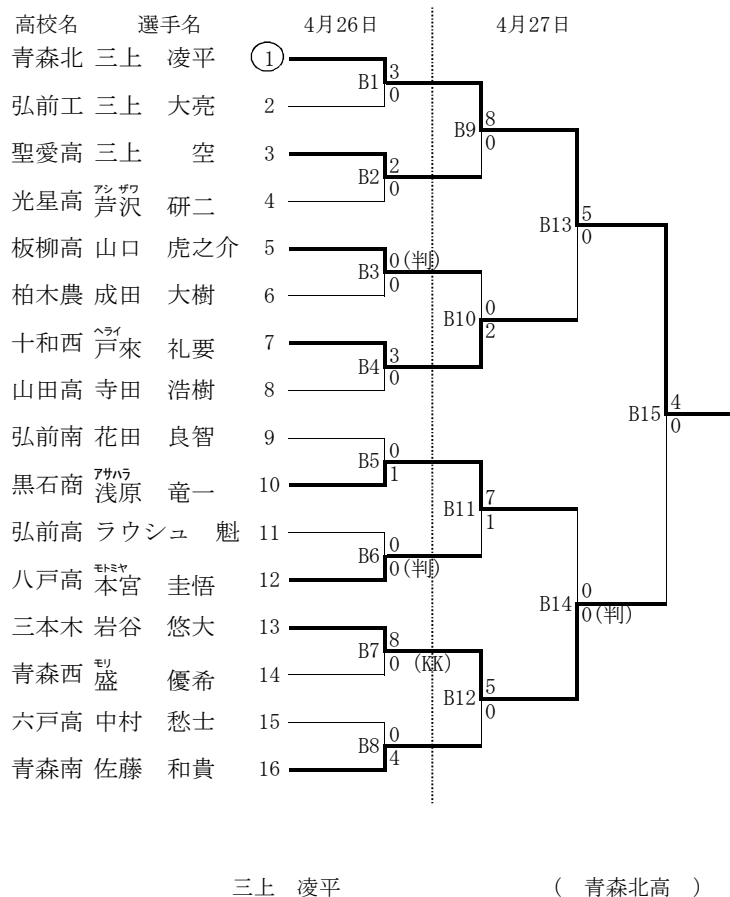 高校名 選手名 4月26日 4月27日
青森北 三上 凌平 1
B1 3
0
弘前工 三上 大亮 2
B9 8
0
聖愛高 三上 空 3
B2 2
0
アシ ザワ
光星高 芦沢 研二 4
B13 5
0
板柳高 山口 虎之介 5
B3 0(判)
0
柏木農 成田 大樹 6
B10 0
2
ヘライ
十和西 戸來 礼要 7
B4 3
0
山田高 寺田 浩樹 8
B15 4
0
弘前南 花田 良智 9
B5 0
1
アサハラ
黒石商 浅原 竜一 10
B11 7
1
弘前高 ラウシュ 魁 11
B6 0
0(判)
モトミヤ
八戸高 本宮 圭悟 12
B14 0
0(判)
三本木 岩谷 悠大 13
B7 8
0 (KK)
モリ
青森西 盛 優希 14
B12 5
0
六戸高 中村 愁士 15
B8 0
4
青森南 佐藤 和貴 16
三上 凌平 ( 青森北高 )